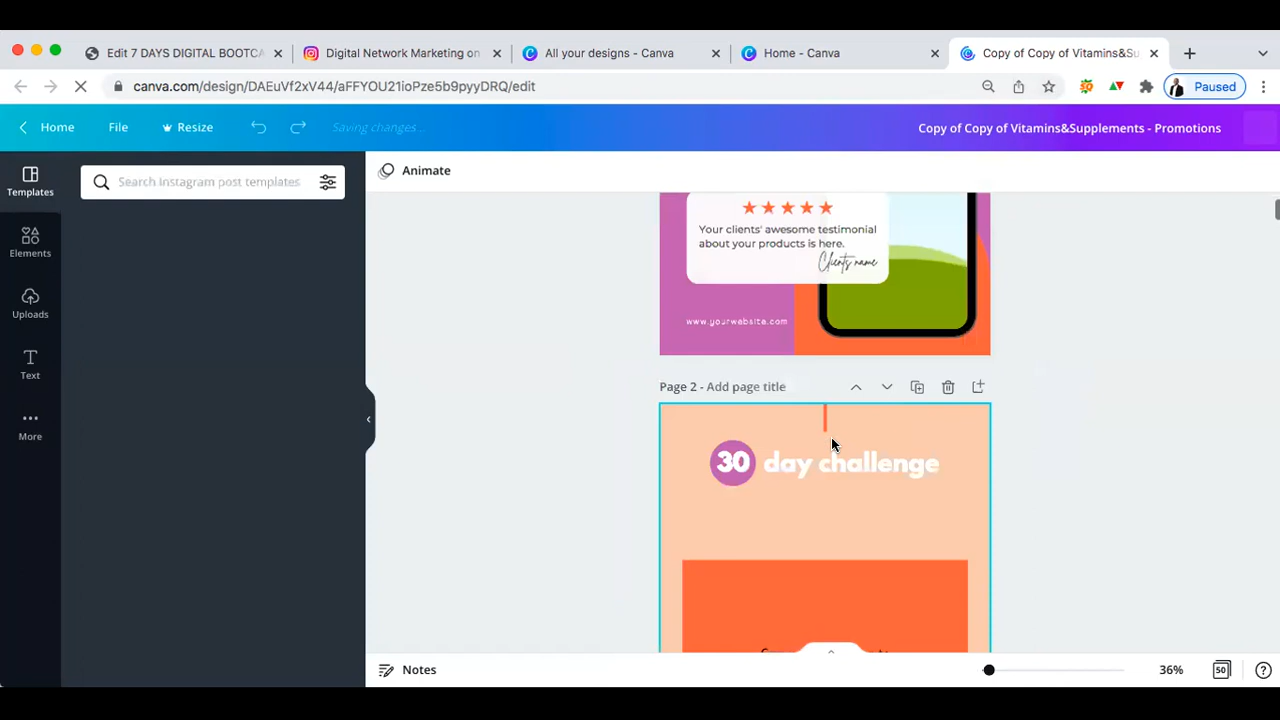 Edit 7 DAYS DIGITAL BOOTCA
Digital Network Marketing on
All your designs - Canva
Home - Canva
Copy of Copy of Vitamins&Su
canva.com/design/DAEuVf2xV44/aFFYOU21ioPze5b9pyyDRQ/edit
Paused
Home
File
Resize
Saving changes...
Copy of Copy of Vitamins&Supplements - Promotions
Templates
Search Instagram post templates
Animate
Elements
Uploads
Text
More
Your clients' awesome testimonial
about your products is here.
Clients name
www.yourwebsite.com
Page 2 - Add page title
30 day challenge
Notes
36%
50